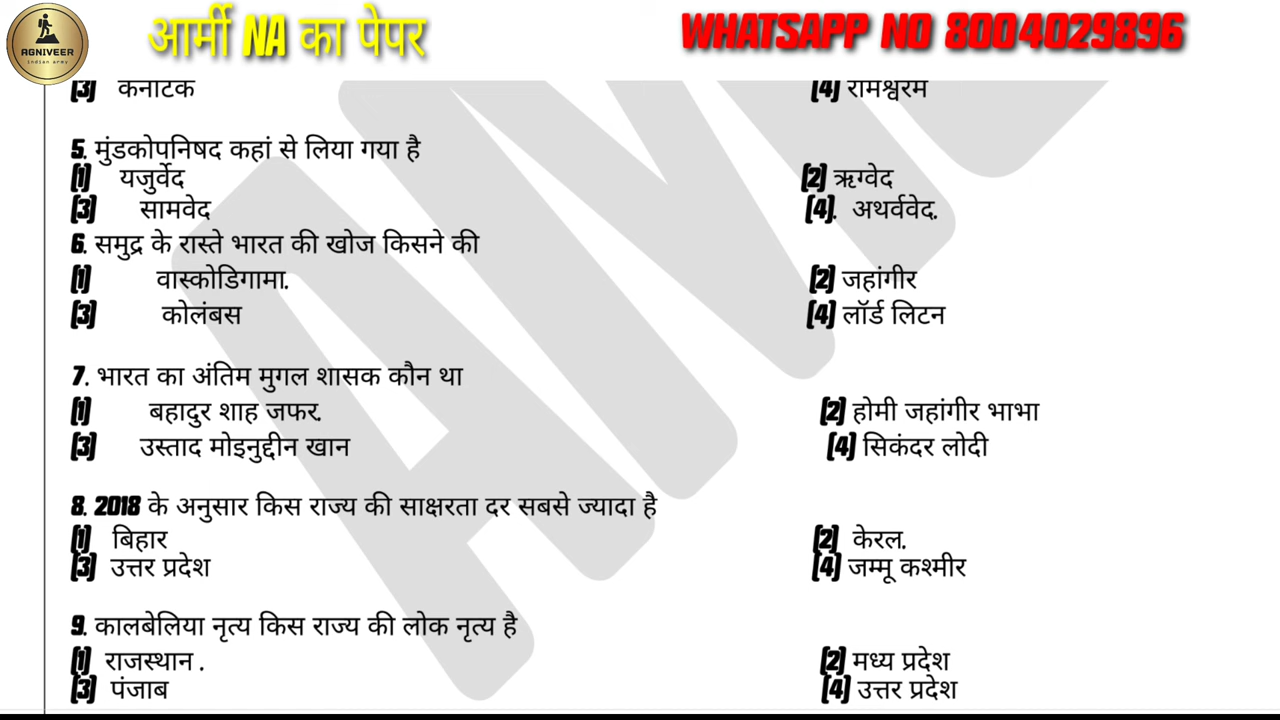 AGNIVEER
indian army
आर्मी NA का पेपर
WHATSAPP NO 8004029896
(3) कर्नाटक (4) रामेश्वरम
5. मुंडकोपनिषद कहां से लिया गया है
(1) यजुर्वेद (2) ऋग्वेद
(3) सामवेद (4). अथर्ववेद.
6. समुद्र के रास्ते भारत की खोज किसने की
(1) वास्कोडिगामा. (2) जहांगीर
(3) कोलंबस (4) लॉर्ड लिटन
7. भारत का अंतिम मुगल शासक कौन था
(1) बहादुर शाह जफर. (2) होमी जहांगीर भाभा
(3) उस्ताद मोइनुद्दीन खान (4) सिकंदर लोदी
8. 2018 के अनुसार किस राज्य की साक्षरता दर सबसे ज्यादा है
(1) बिहार (2) केरल.
(3) उत्तर प्रदेश (4) जम्मू कश्मीर
9. कालबेलिया नृत्य किस राज्य की लोक नृत्य है
(1) राजस्थान . (2) मध्य प्रदेश
(3) पंजाब (4) उत्तर प्रदेश